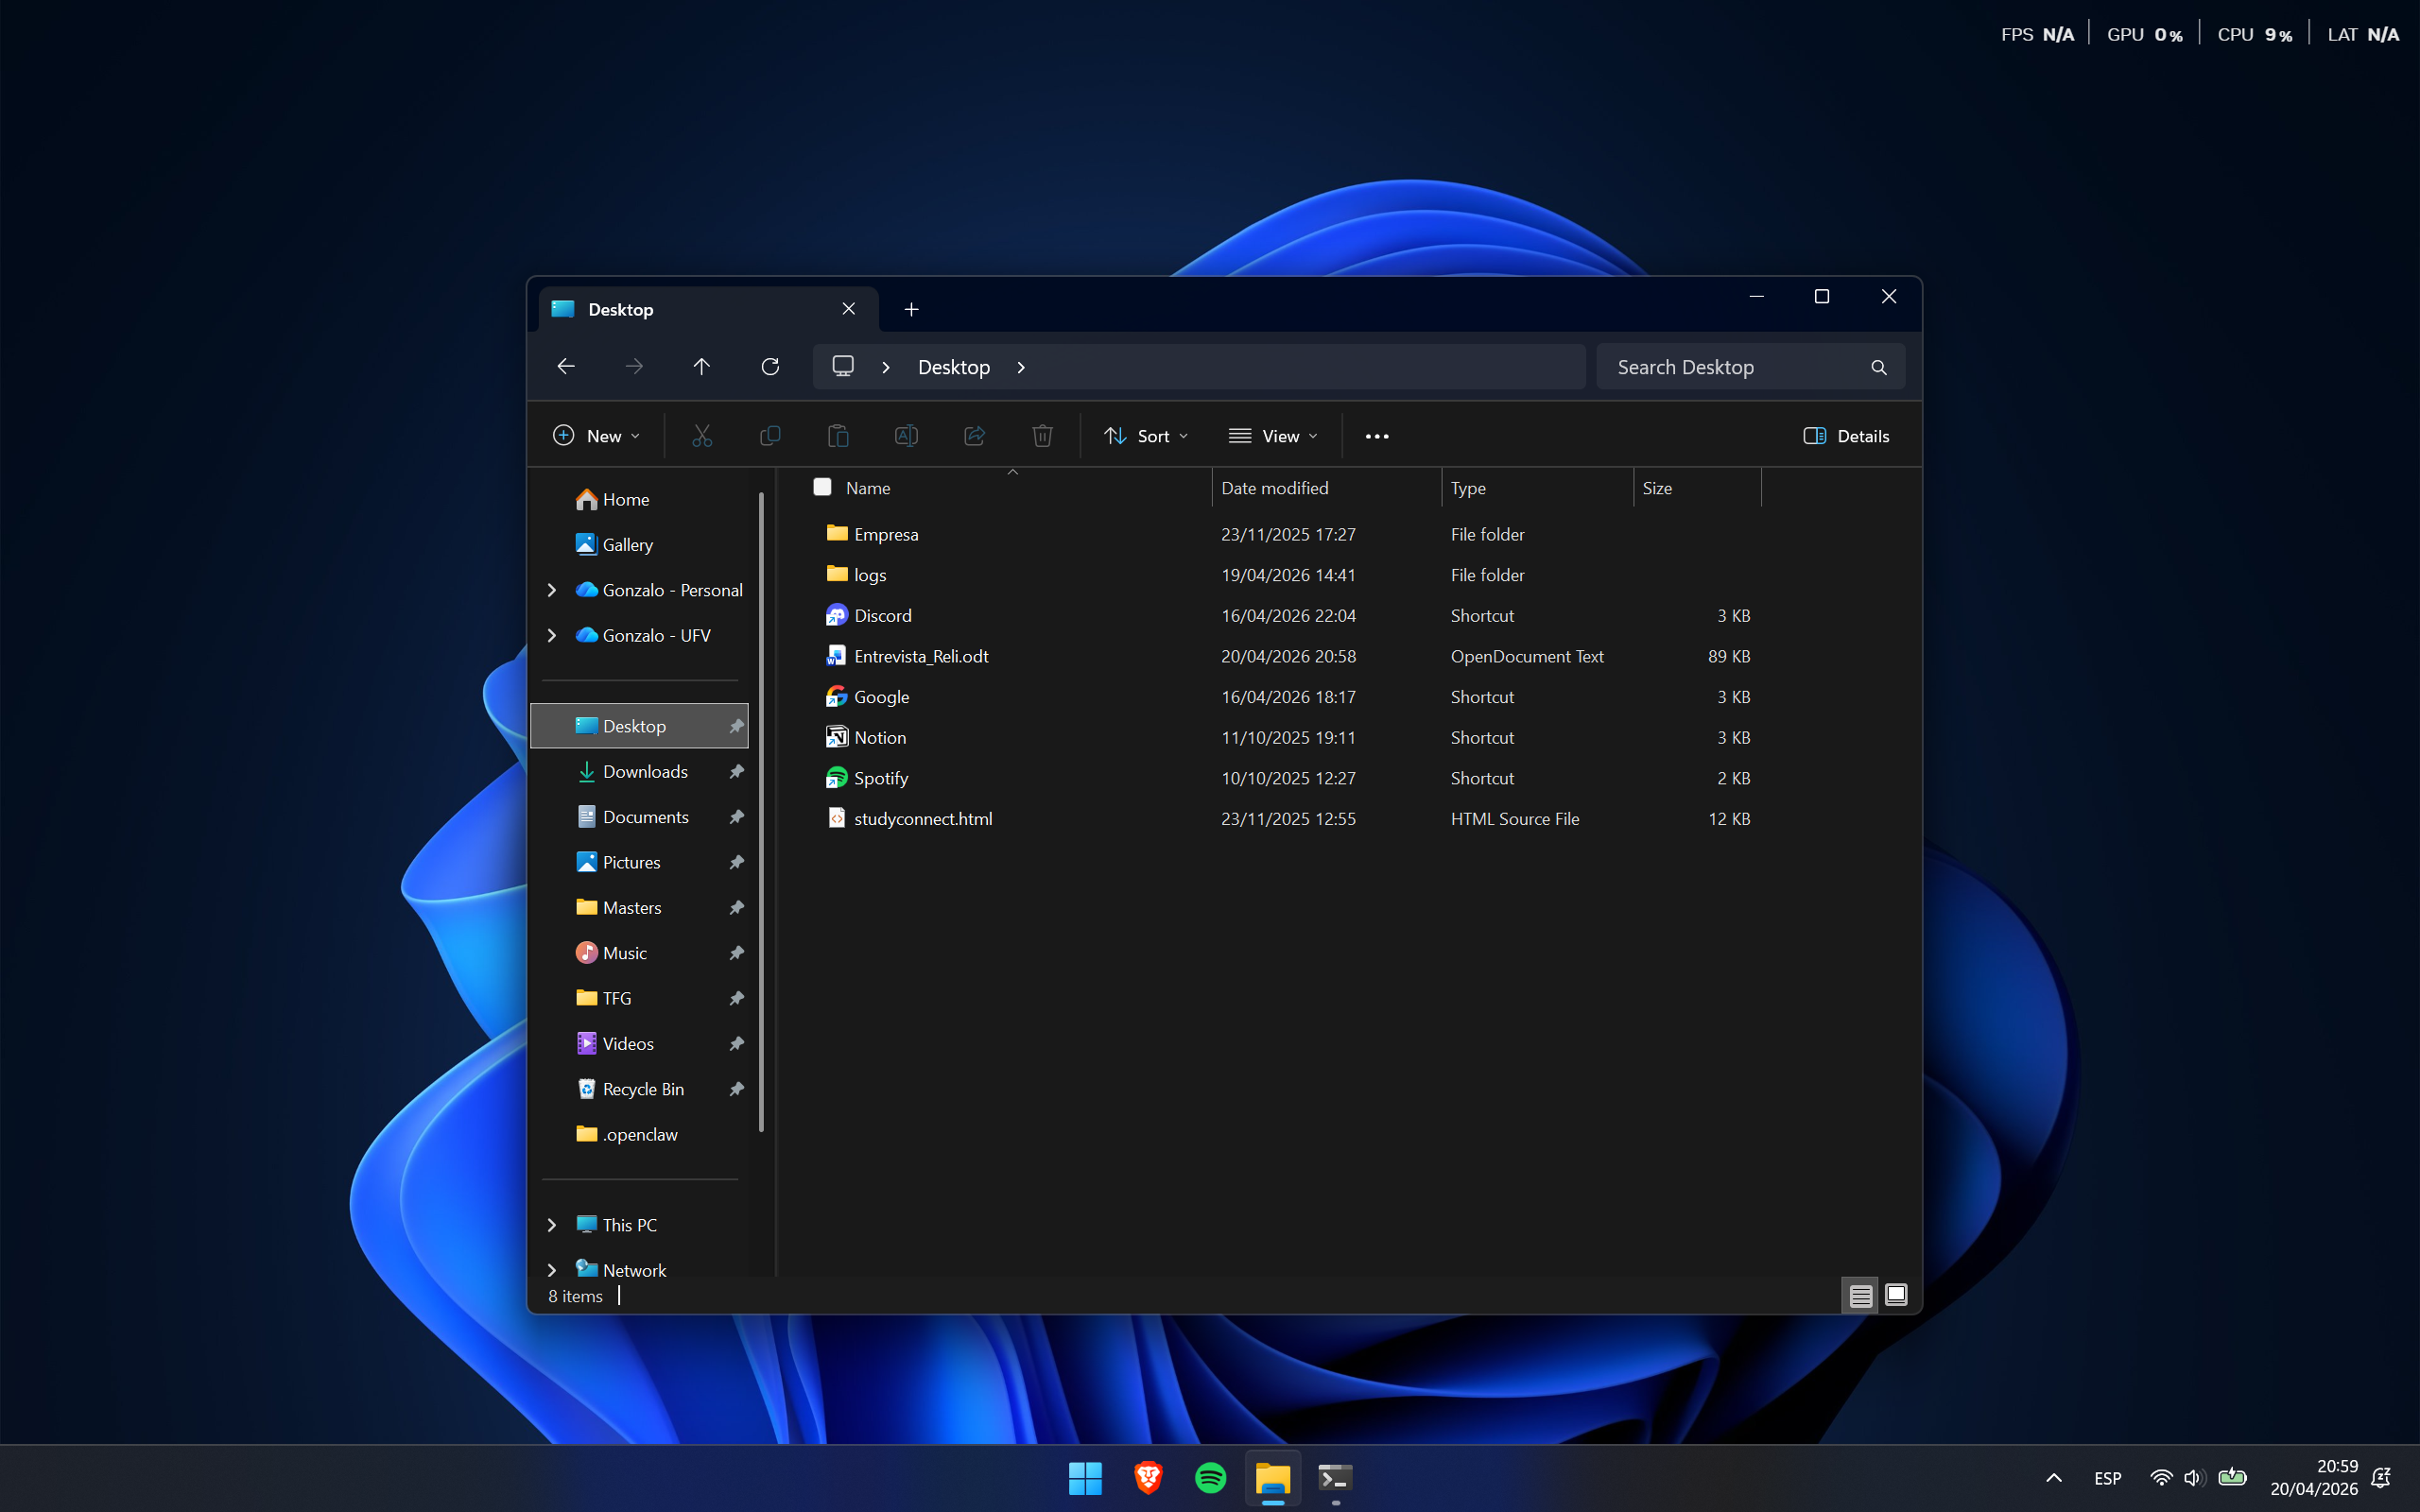 FPS N/A GPU 0% CPU 9% LAT N/A
Desktop
Desktop
Search Desktop
New
Sort
View
Details
Home
Gallery
Gonzalo - Personal
Gonzalo - UFV
Desktop
Downloads
Documents
Pictures
Masters
Music
TFG
Videos
Recycle Bin
.openclaw
This PC
Network
Name Date modified Type Size
Empresa 23/11/2025 17:27 File folder
logs 19/04/2026 14:41 File folder
Discord 16/04/2026 22:04 Shortcut 3 KB
Entrevista_Reli.odt 20/04/2026 20:58 OpenDocument Text 89 KB
Google 16/04/2026 18:17 Shortcut 3 KB
Notion 11/10/2025 19:11 Shortcut 3 KB
Spotify 10/10/2025 12:27 Shortcut 2 KB
studyconnect.html 23/11/2025 12:55 HTML Source File 12 KB
8 items
ESP
20:59
20/04/2026